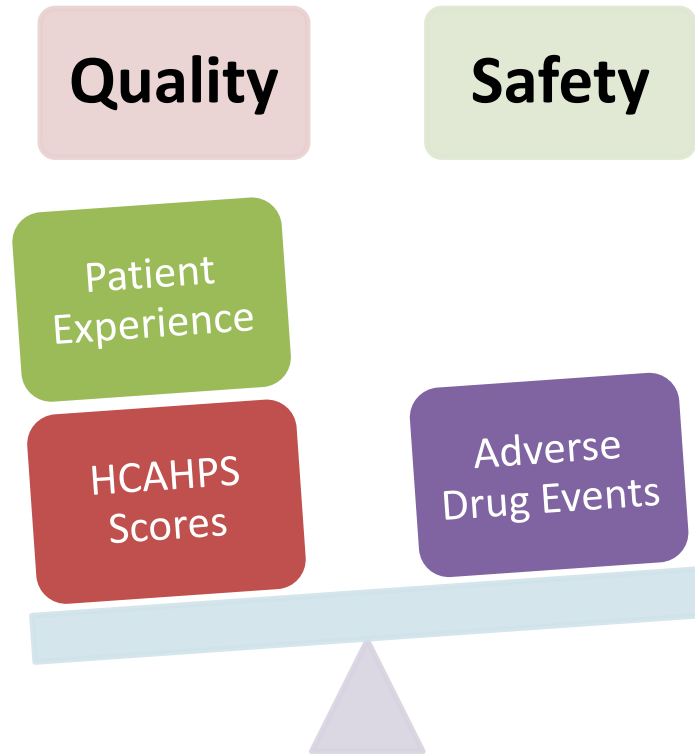 Quality
Safety
Patient
Experience
HCAHPS
Scores
Adverse
Drug Events